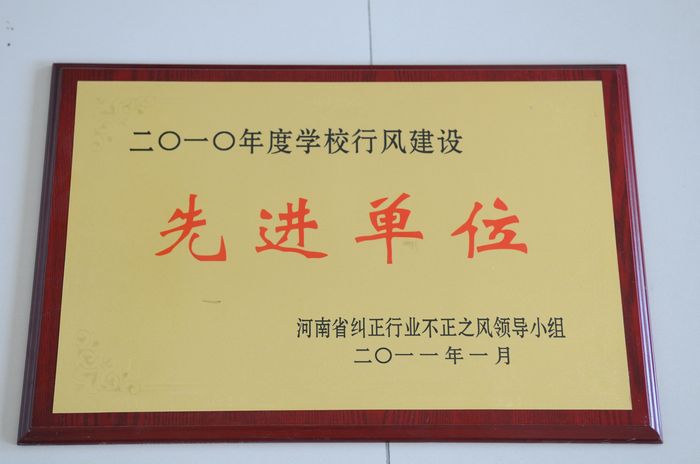 二〇一〇年度学校行风建设
先进单位
河南省纠正行业不正之风领导小组
二〇一一年一月